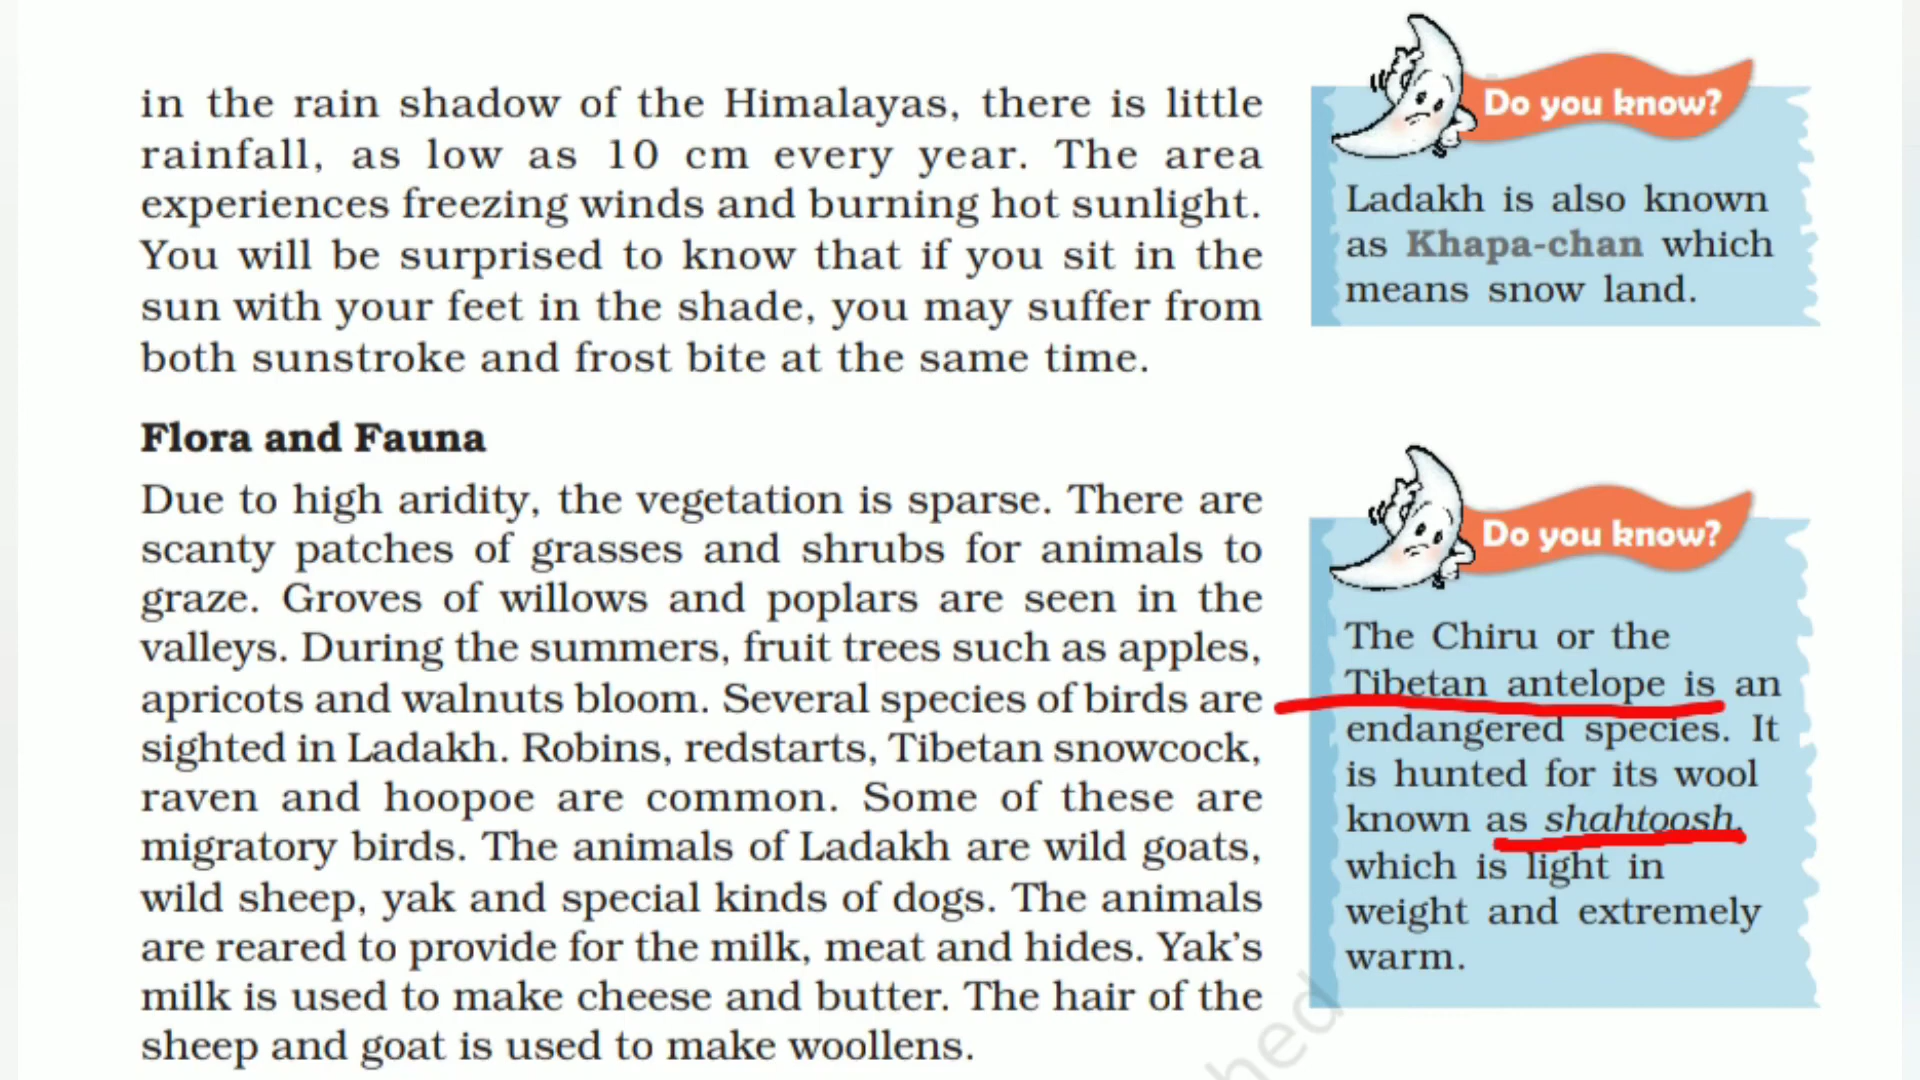 in the rain shadow of the Himalayas, there is little
rainfall, as low as 10 cm every year. The area
experiences freezing winds and burning hot sunlight.
You will be surprised to know that if you sit in the
sun with your feet in the shade, you may suffer from
both sunstroke and frost bite at the same time.
Flora and Fauna
Due to high aridity, the vegetation is sparse. There are
scanty patches of grasses and shrubs for animals to
graze. Groves of willows and poplars are seen in the
valleys. During the summers, fruit trees such as apples,
apricots and walnuts bloom. Several species of birds are
sighted in Ladakh. Robins, redstarts, Tibetan snowcock,
raven and hoopoe are common. Some of these are
migratory birds. The animals of Ladakh are wild goats,
wild sheep, yak and special kinds of dogs. The animals
are reared to provide for the milk, meat and hides. Yak’s
milk is used to make cheese and butter. The hair of the
sheep and goat is used to make woollens.
Do you know?
Ladakh is also known
as Khapa-chan which
means snow land.
Do you know?
The Chiru or the
Tibetan antelope is an
endangered species. It
is hunted for its wool
known as shahtoosh,
which is light in
weight and extremely
warm.